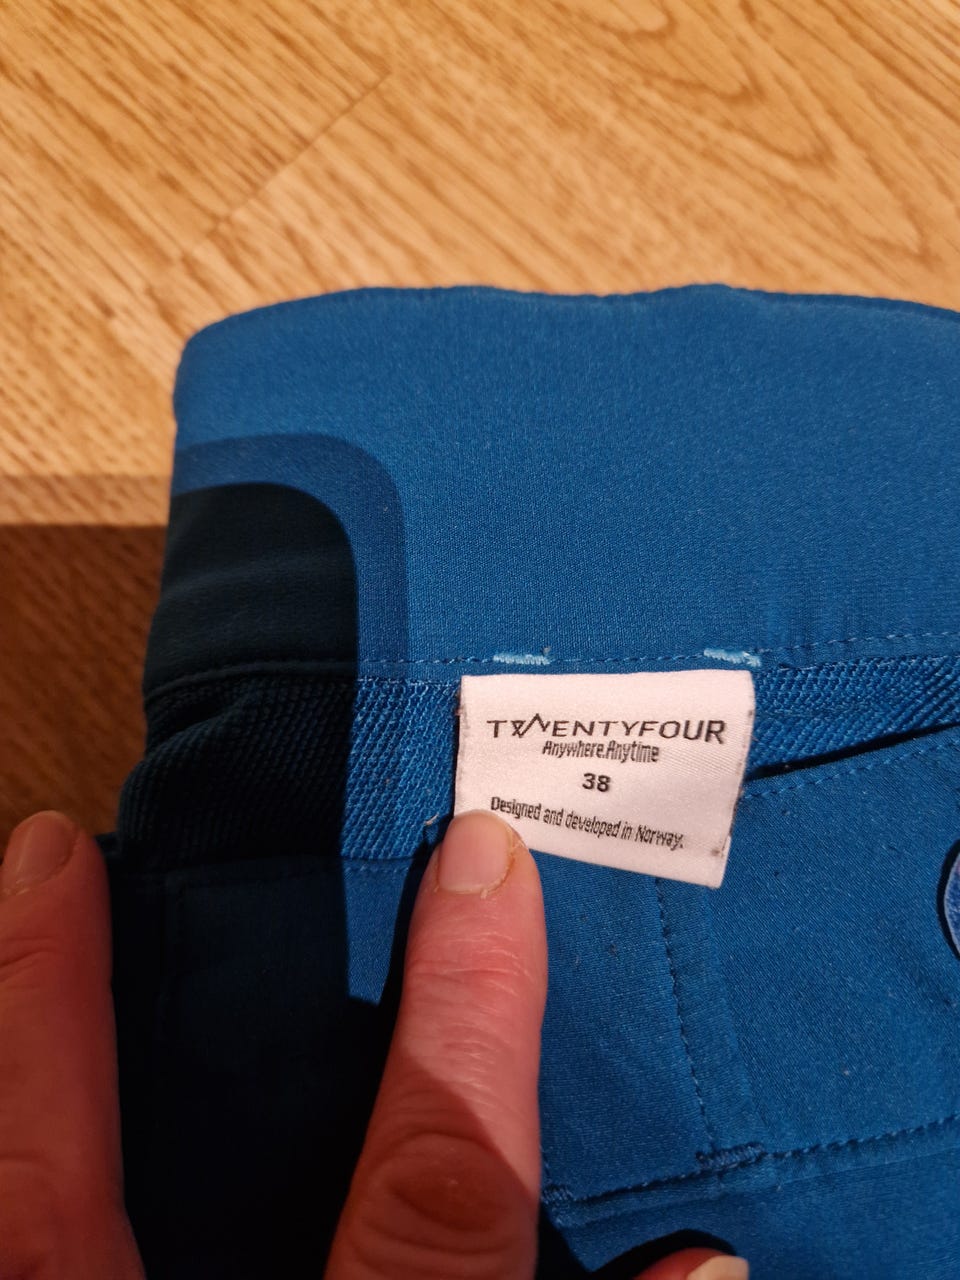 TWENTYFOUR
Anywhere.Anytime
38
Designed and developed in Norway.